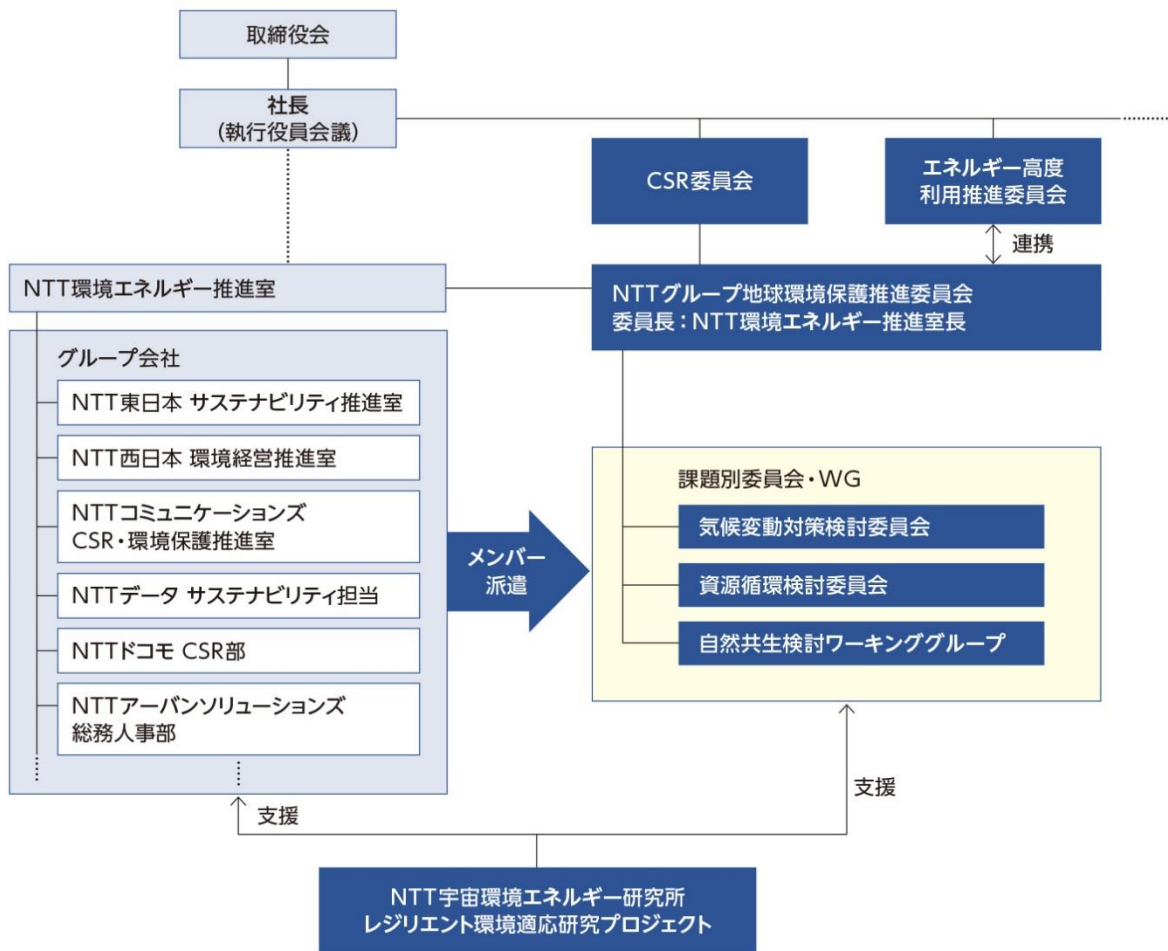 取締役会
社長
(執行役員会議)
CSR委員会
エネルギー高度
利用推進委員会
連携
NTT環境エネルギー推進室
NTTグループ地球環境保護推進委員会
委員長：NTT環境エネルギー推進室長
グループ会社
NTT東日本 サステナビリティ推進室
NTT西日本 環境経営推進室
NTTコミュニケーションズ
CSR・環境保護推進室
NTTデータ サステナビリティ担当
NTTドコモ CSR部
NTTアーバンソリューションズ
総務人事部
メンバー
派遣
課題別委員会・WG
気候変動対策検討委員会
資源循環検討委員会
自然共生検討ワーキンググループ
支援
支援
NTT宇宙環境エネルギー研究所
レジリエント環境適応研究プロジェクト